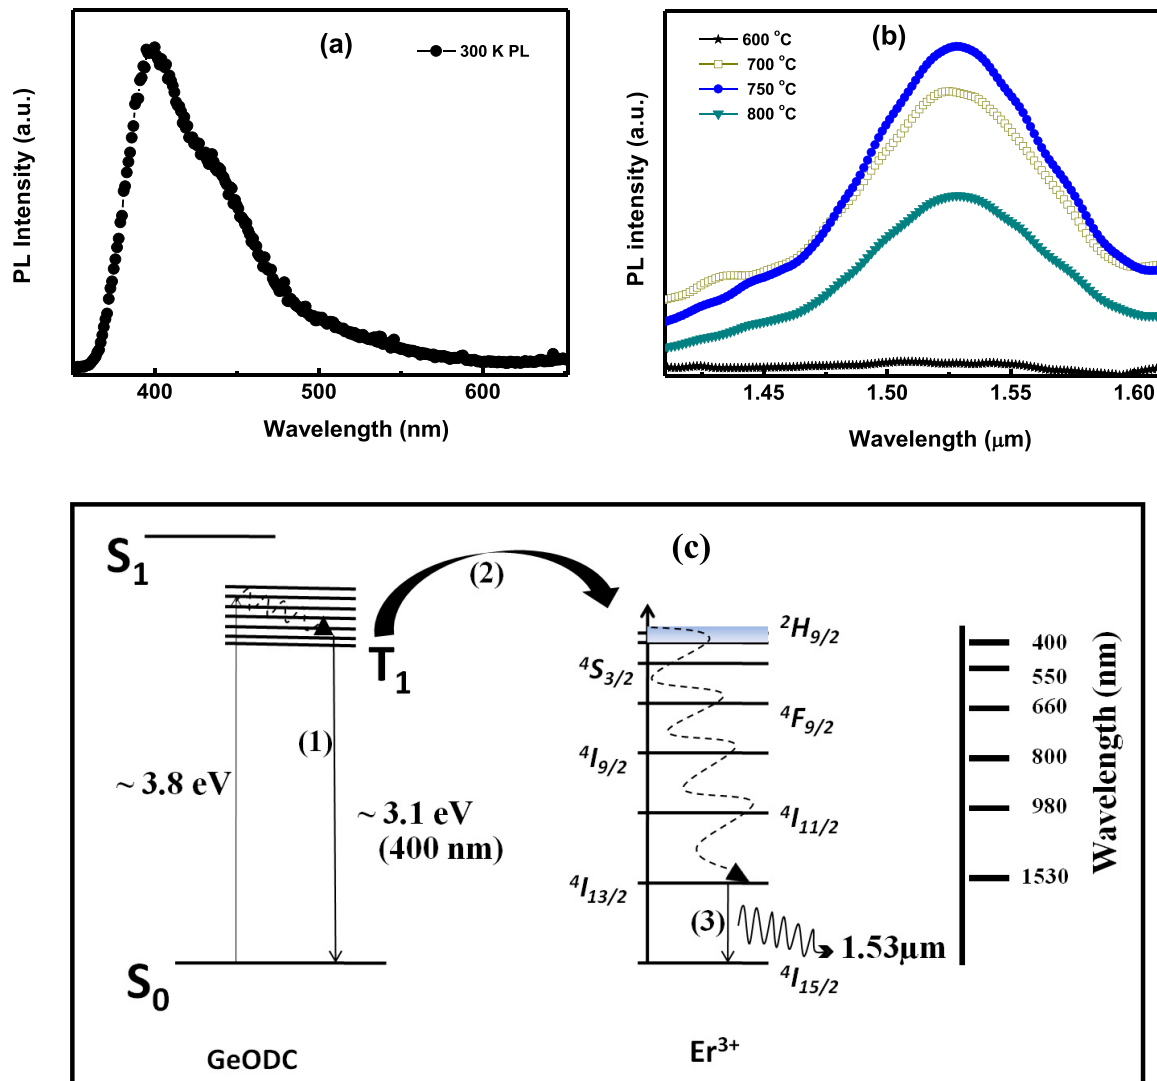 (a)
300 K PL
PL Intensity (a.u.)
400
500
600
Wavelength (nm)
(b)
600 °C
700 °C
750 °C
800 °C
PL intensity (a.u.)
1.45
1.50
1.55
1.60
Wavelength (μm)
(c)
S₁
(2)
T₁
(1)
~ 3.8 eV
~ 3.1 eV
(400 nm)
S₀
GeODC
²H₉/₂
⁴S₃/₂
⁴F₉/₂
⁴I₉/₂
⁴I₁₁/₂
⁴I₁₃/₂
(3)
1.53μm
⁴I₁₅/₂
Er³⁺
400
550
660
800
980
1530
Wavelength (nm)